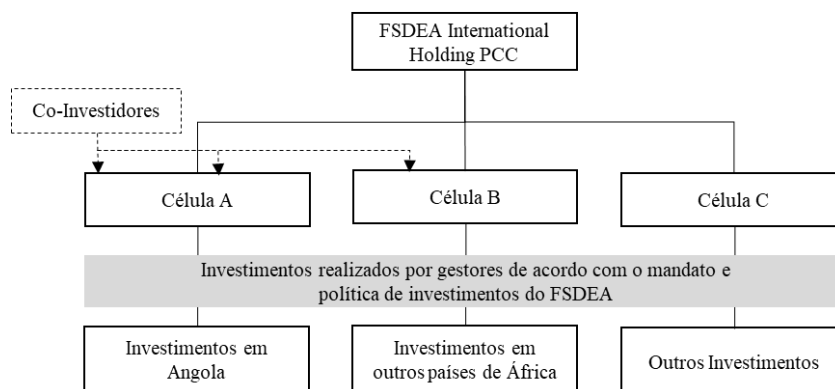 FSDEA International
Holding PCC
Co-Investidores
Célula A
Célula B
Célula C
Investimentos realizados por gestores de acordo com o mandato e
política de investimentos do FSDEA
Investimentos em
Angola
Investimentos em
outros países de África
Outros Investimentos